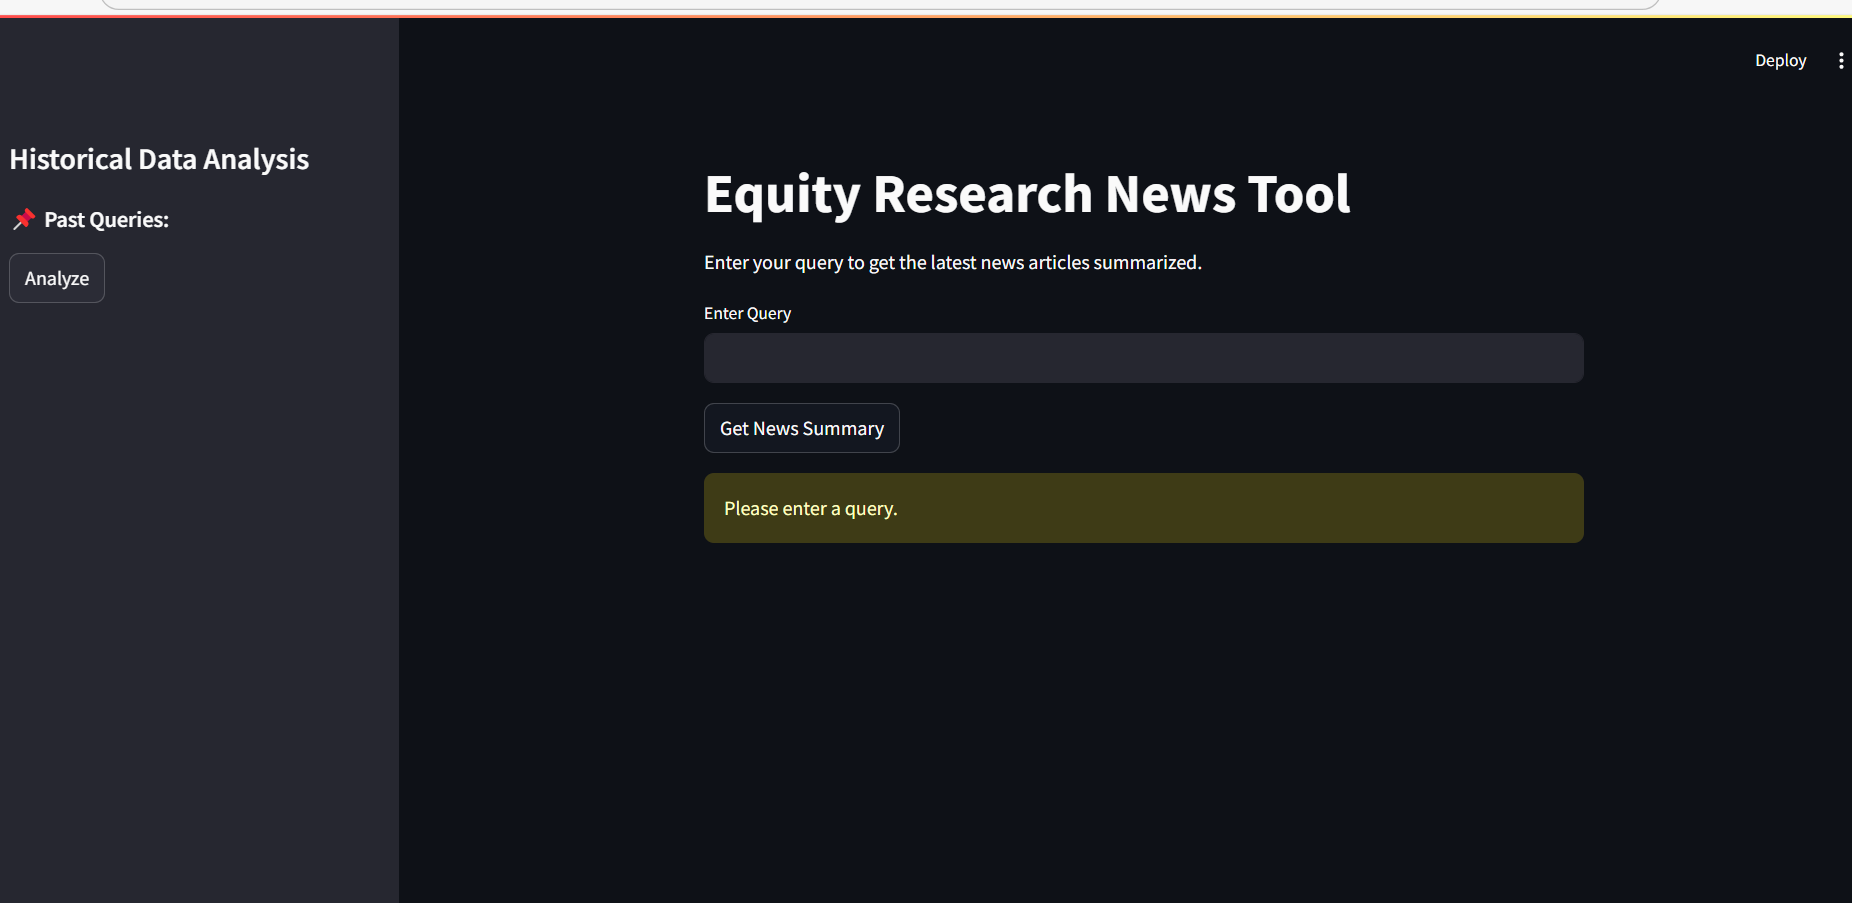 Deploy
Historical Data Analysis
📌 Past Queries:
Analyze
Equity Research News Tool
Enter your query to get the latest news articles summarized.
Enter Query
Get News Summary
Please enter a query.